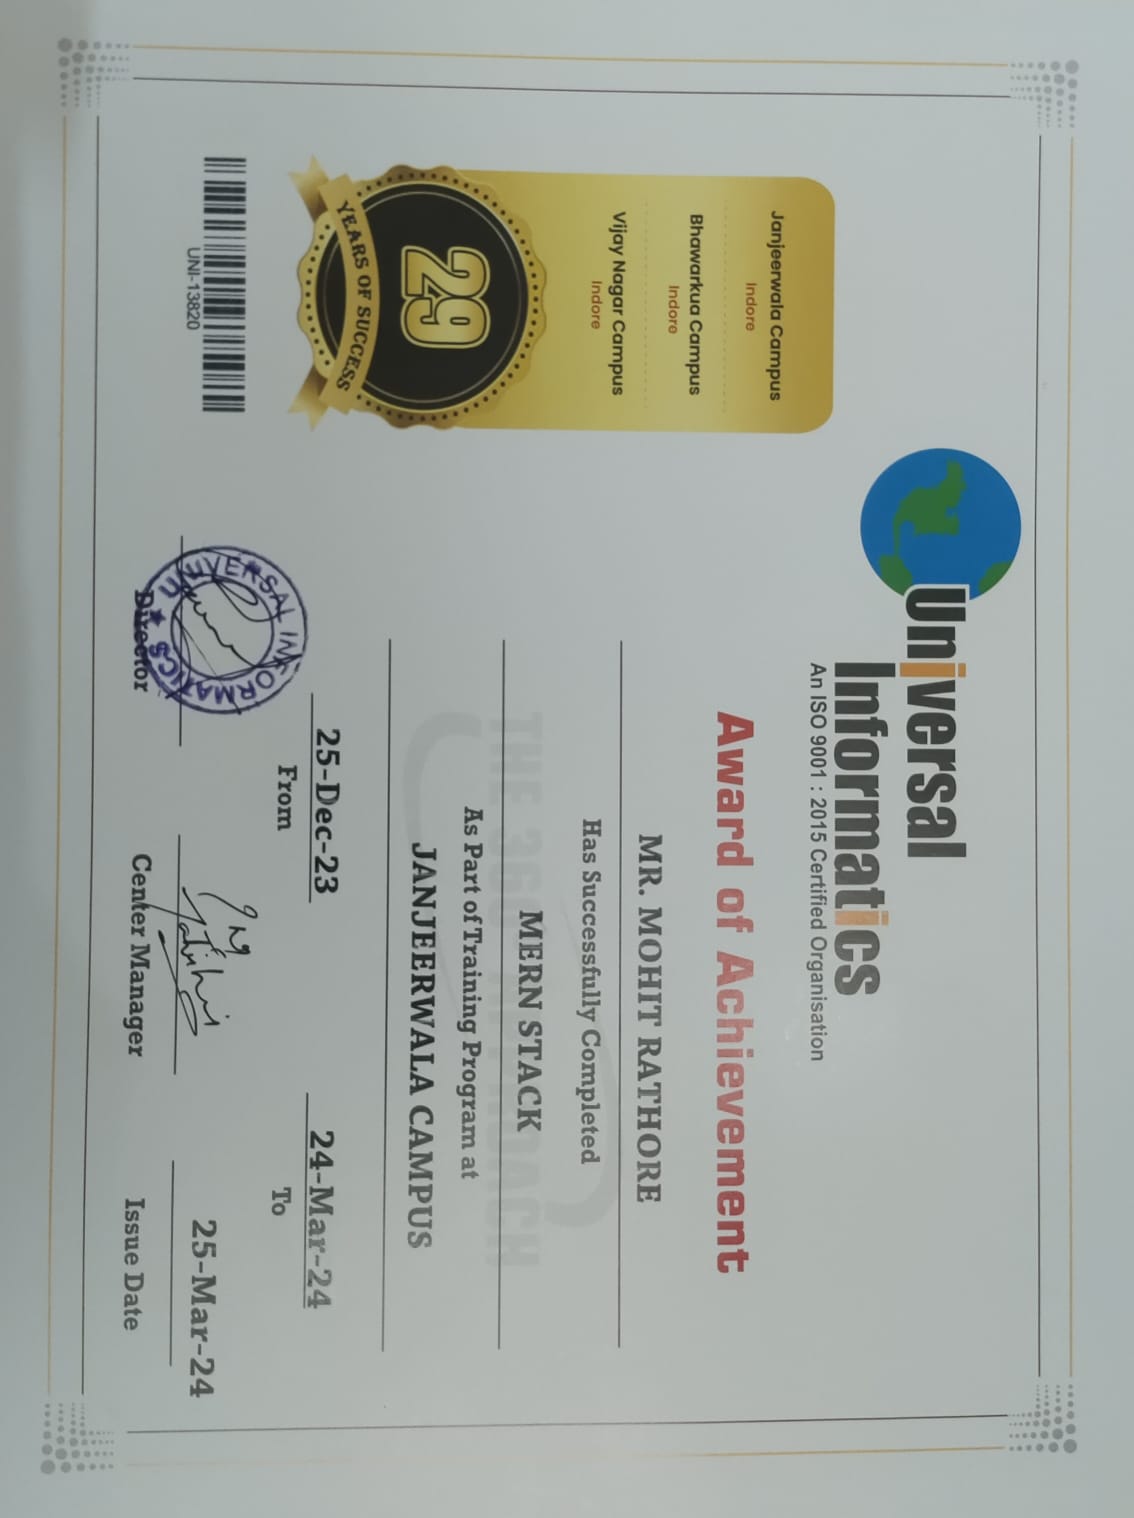 Universal
Informatics
An ISO 9001 : 2015 Certified Organisation
Janjeerwala Campus
Indore
Bhawarkua Campus
Indore
Vijay Nagar Campus
Indore
29
YEARS OF SUCCESS
UNI-13820
Award of Achievement
MR. MOHIT RATHORE
Has Successfully Completed
THE 360° APPROACH
MERN STACK
As Part of Training Program at
JANJEERWALA CAMPUS
25-Dec-23
From
24-Mar-24
To
UNIVERSAL INFORMATICS
Director
Center Manager
25-Mar-24
Issue Date